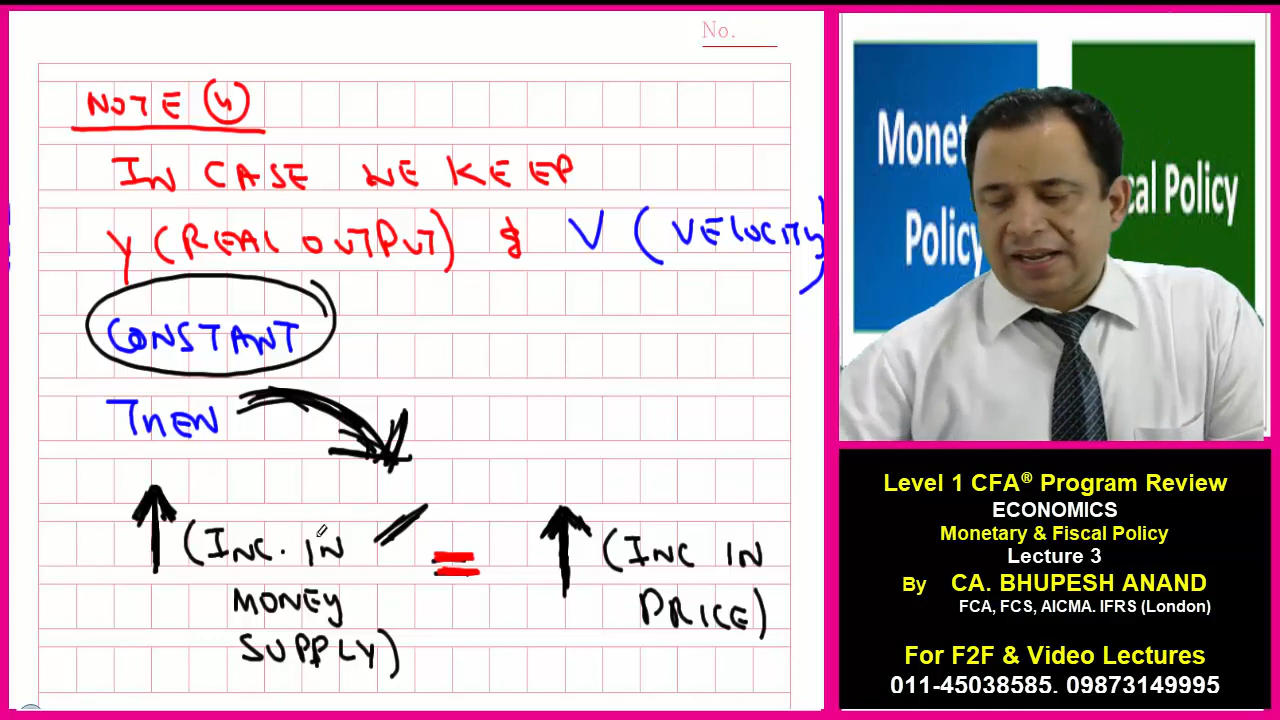 No.
NOTE (4)
IN CASE WE KEEP
Y (REAL OUTPUT) & V (VELOCITY)
CONSTANT
THEN
(INC. IN
MONEY
SUPPLY)
=
(INC IN
PRICE)
Monetary
Policy
Fiscal Policy
Level 1 CFA® Program Review
ECONOMICS
Monetary & Fiscal Policy
Lecture 3
By CA. BHUPESH ANAND
FCA, FCS, AICMA. IFRS (London)
For F2F & Video Lectures
011-45038585. 09873149995